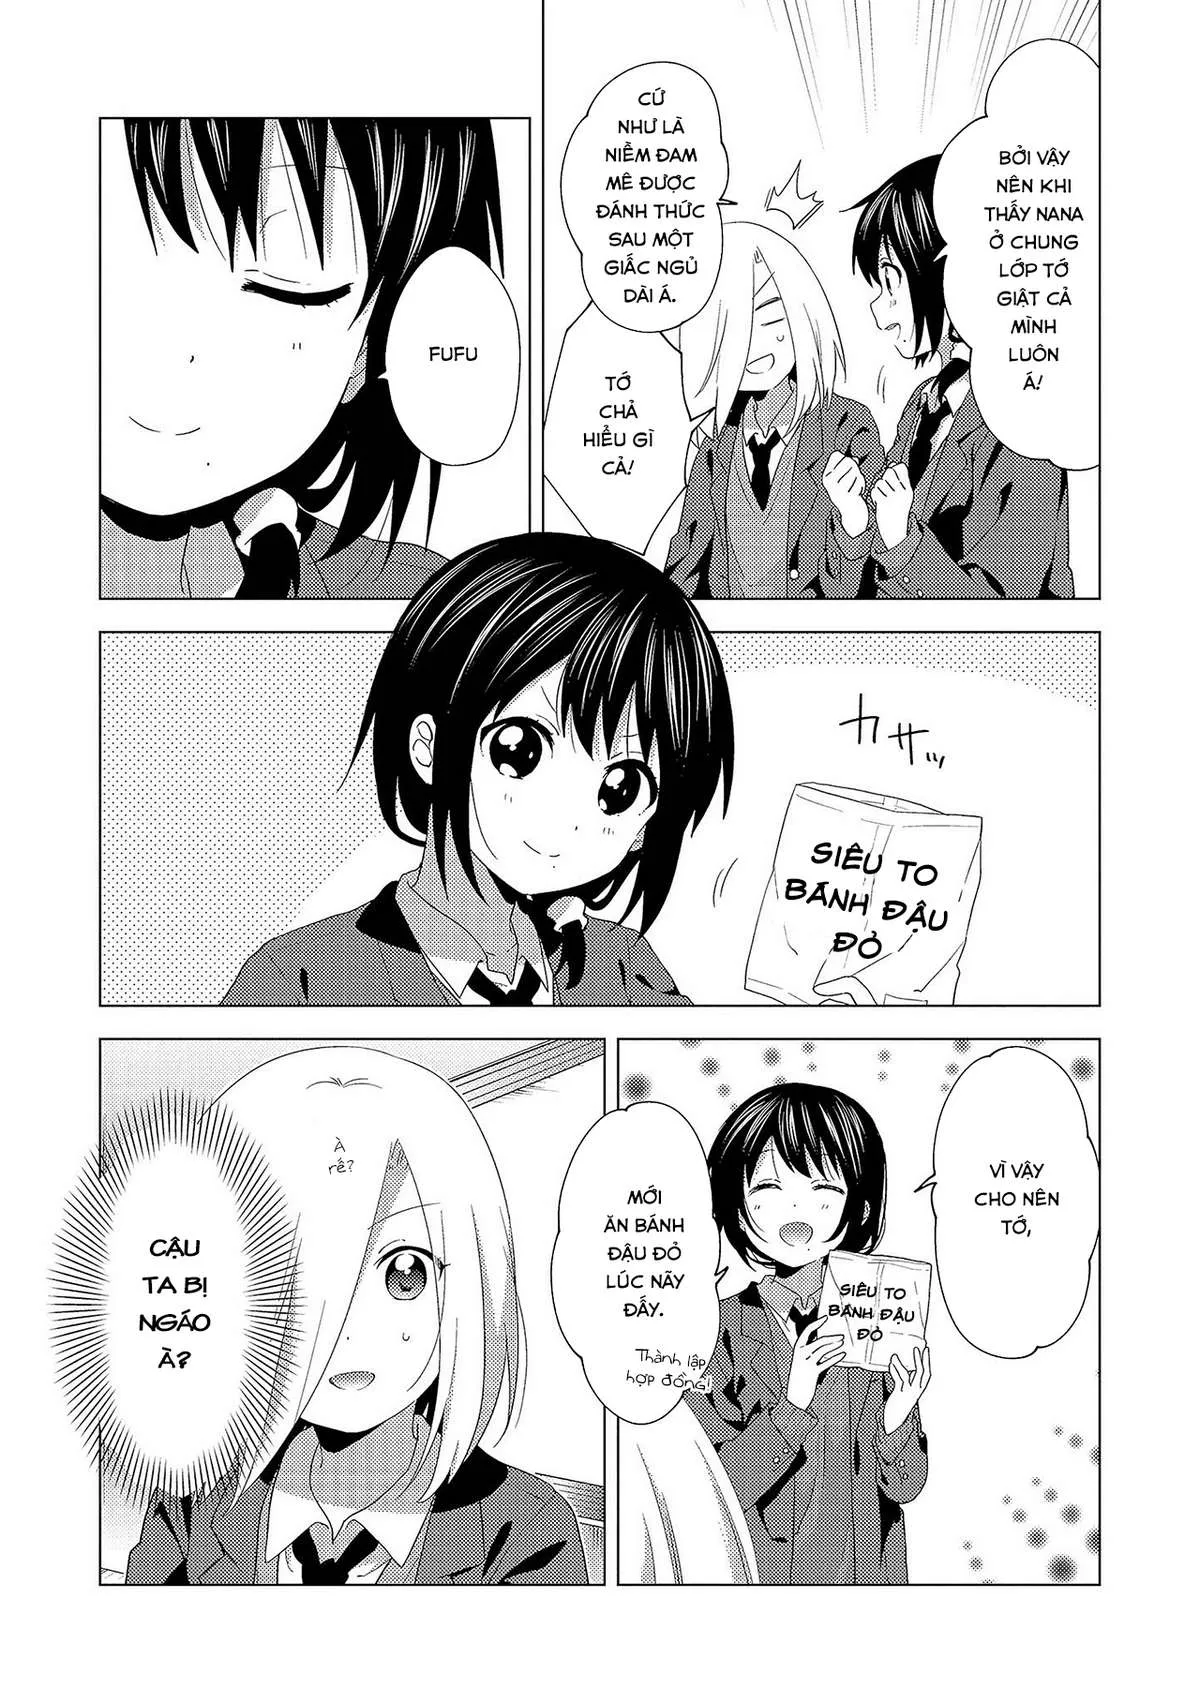 BỞI VẬY
NÊN KHI
THẤY NANA
Ở CHUNG
LỚP TỚ
GIẬT CẢ
MÌNH
LUÔN
Á!
CỨ
NHƯ LÀ
NIỀM ĐAM
MÊ ĐƯỢC
ĐÁNH THỨC
SAU MỘT
GIẤC NGỦ
DÀI Á.
TỚ
CHẢ
HIỂU GÌ
CẢ!
FUFU
カサッ
SIÊU TO
BÁNH ĐẬU
ĐỎ
VÌ VẬY
CHO NÊN
TỚ,
SIÊU TO
BÁNH ĐẬU
ĐỎ
MỚI
ĂN BÁNH
ĐẬU ĐỎ
LÚC NÃY
ĐẤY.
Thành lập
hợp đồng!
À
rế?
CẬU
TA BỊ
NGÁO
À?